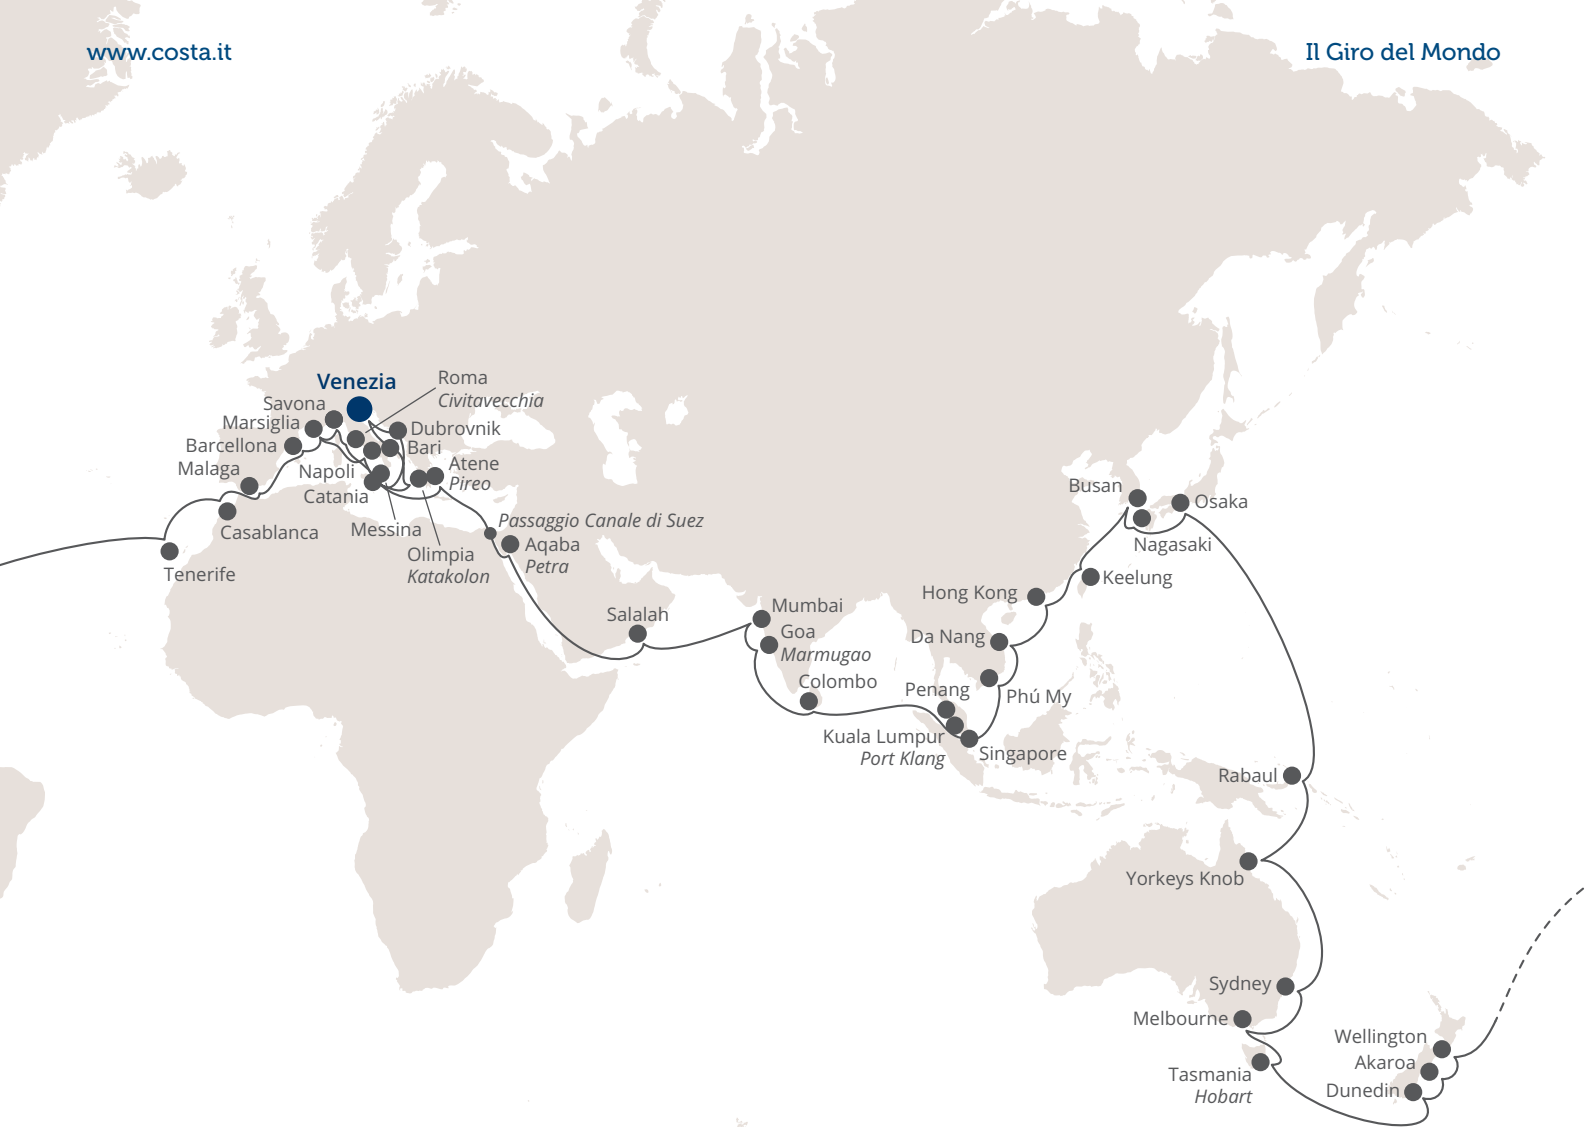 www.costa.it
Il Giro del Mondo
Venezia
Roma
Civitavecchia
Savona
Marsiglia
Barcellona
Malaga
Dubrovnik
Bari
Napoli
Catania
Atene
Pireo
Messina
Olimpia
Katakolon
Casablanca
Tenerife
Passaggio Canale di Suez
Aqaba
Petra
Salalah
Mumbai
Goa
Marmugao
Colombo
Penang
Kuala Lumpur
Port Klang
Singapore
Phú My
Da Nang
Hong Kong
Keelung
Busan
Nagasaki
Osaka
Rabaul
Yorkeys Knob
Sydney
Melbourne
Tasmania
Hobart
Wellington
Akaroa
Dunedin